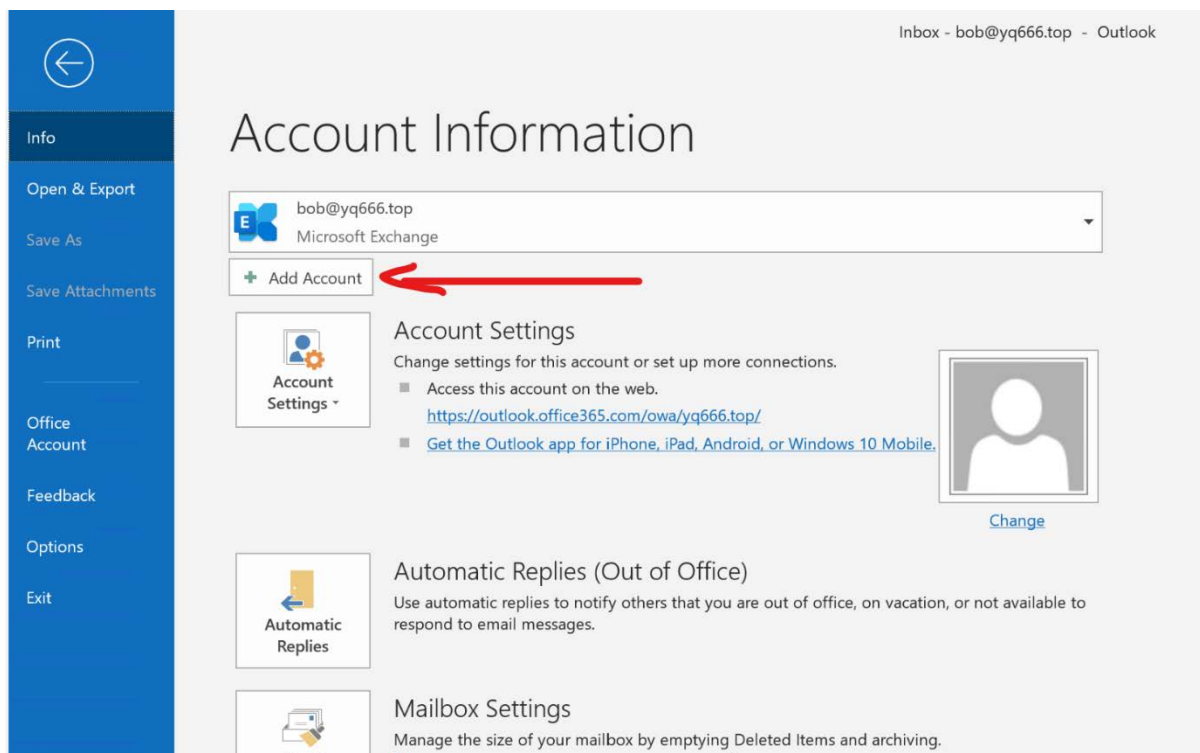 Inbox - bob@yq666.top - Outlook
Info
Open & Export
Save As
Save Attachments
Print
Office
Account
Feedback
Options
Exit
Account Information
E
bob@yq666.top
Microsoft Exchange
+ Add Account
Account
Settings
Account Settings
Change settings for this account or set up more connections.
Access this account on the web.
https://outlook.office365.com/owa/yq666.top/
Get the Outlook app for iPhone, iPad, Android, or Windows 10 Mobile.
Change
Automatic
Replies
Automatic Replies (Out of Office)
Use automatic replies to notify others that you are out of office, on vacation, or not available to
respond to email messages.
Mailbox Settings
Manage the size of your mailbox by emptying Deleted Items and archiving.